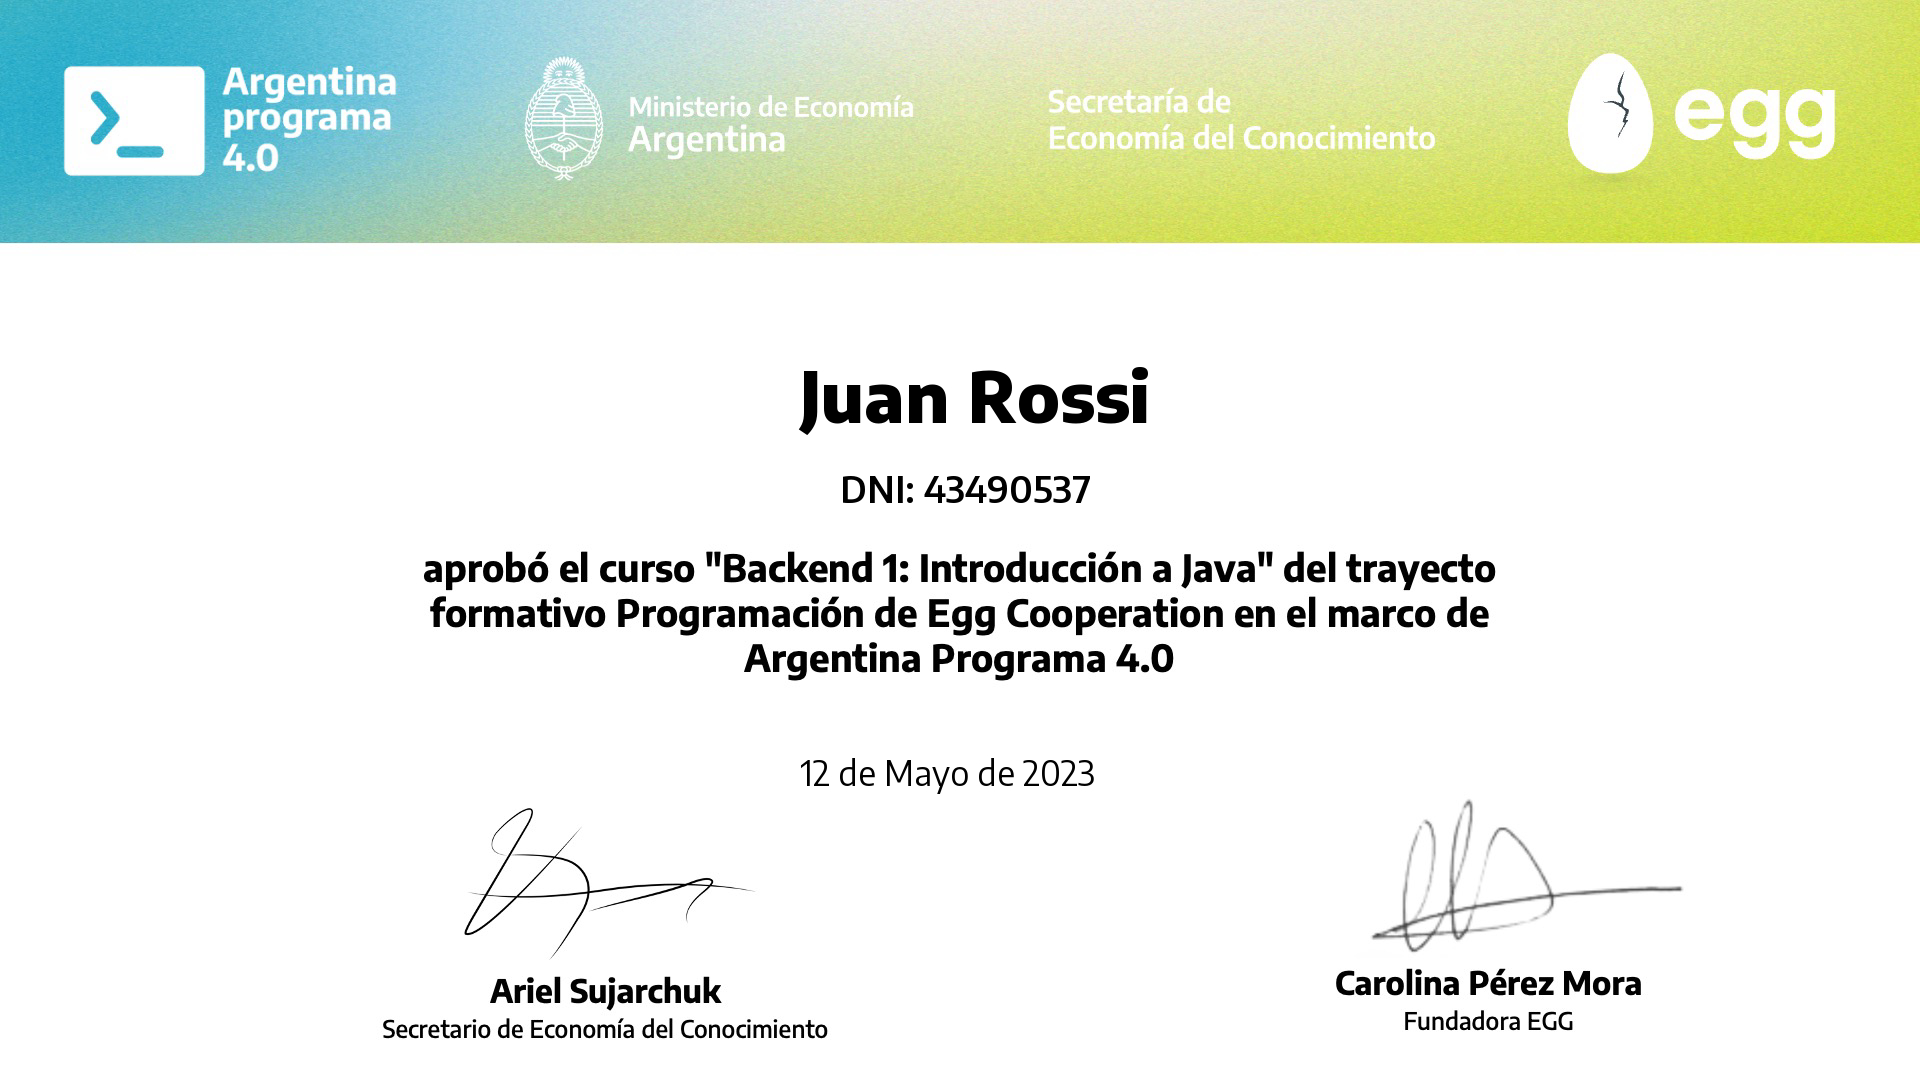 Argentina
programa
4.0
Ministerio de Economía
Argentina
Secretaría de
Economía del Conocimiento
egg
Juan Rossi
DNI: 43490537
aprobó el curso "Backend 1: Introducción a Java" del trayecto
formativo Programación de Egg Cooperation en el marco de
Argentina Programa 4.0
12 de Mayo de 2023
Ariel Sujarchuk
Secretario de Economía del Conocimiento
Carolina Pérez Mora
Fundadora EGG